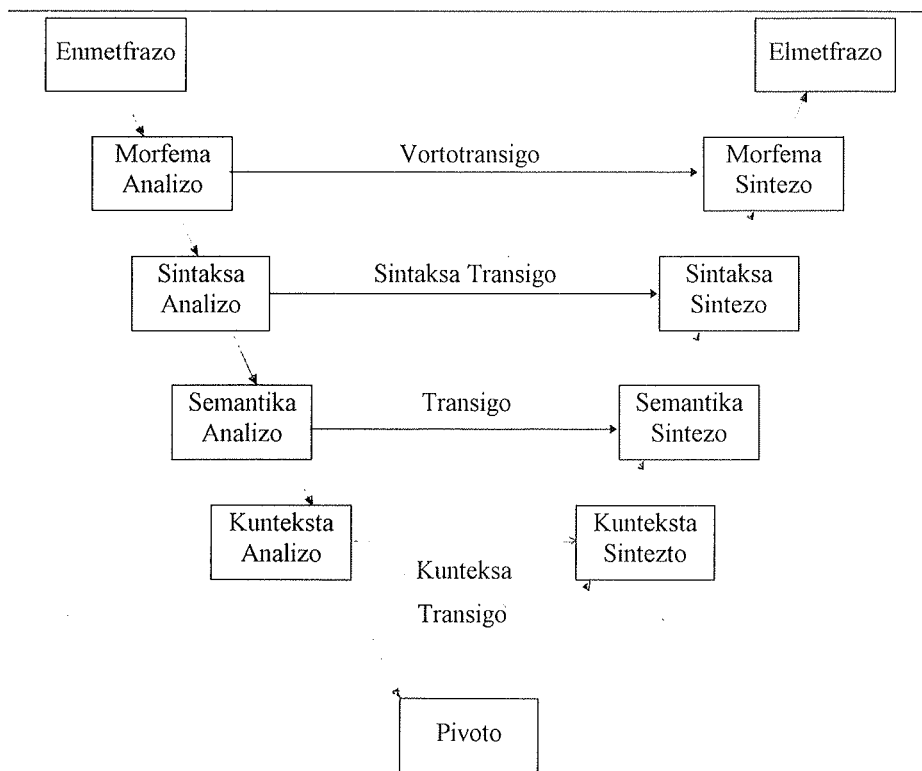 Enmetfrazo
Elmetfrazo
Morfema
Analizo
Vortotransigo
Morfema
Sintezo
Sintaksa
Analizo
Sintaksa Transigo
Sintaksa
Sintezo
Semantika
Analizo
Transigo
Semantika
Sintezo
Kunteksta
Analizo
Kunteksa
Transigo
Kunteksta
Sintezto
Pivoto